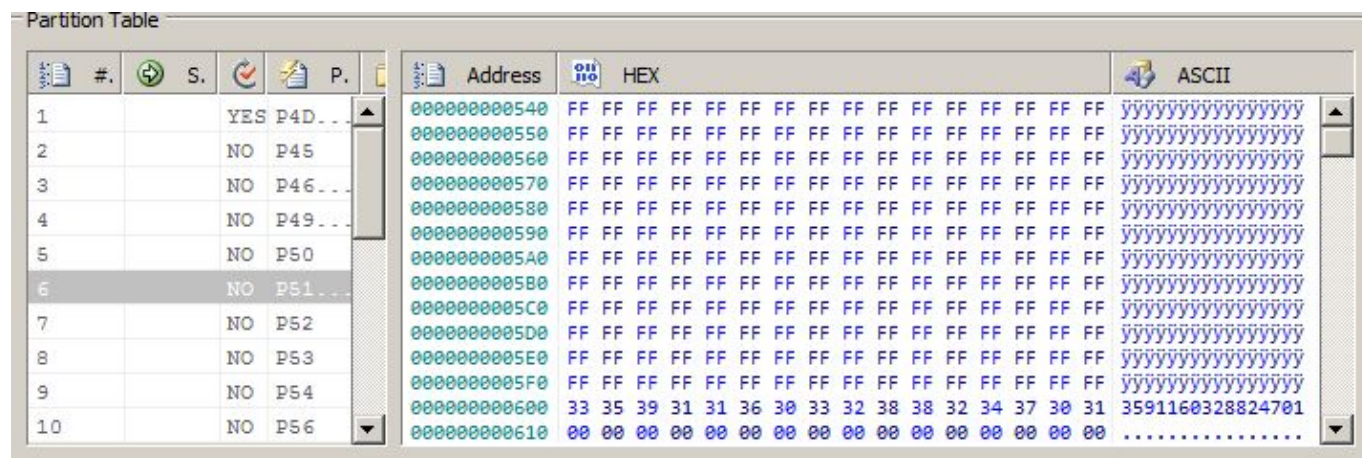 Partition Table
#. S. P. Address HEX ASCII
1 YES P4D...
2 NO P45
3 NO P46...
4 NO P49...
5 NO P50
6 NO P51...
7 NO P52
8 NO P53
9 NO P54
10 NO P56
000000000540 FF FF FF FF FF FF FF FF FF FF FF FF FF FF FF FF ÿÿÿÿÿÿÿÿÿÿÿÿÿÿÿÿ
000000000550 FF FF FF FF FF FF FF FF FF FF FF FF FF FF FF FF ÿÿÿÿÿÿÿÿÿÿÿÿÿÿÿÿ
000000000560 FF FF FF FF FF FF FF FF FF FF FF FF FF FF FF FF ÿÿÿÿÿÿÿÿÿÿÿÿÿÿÿÿ
000000000570 FF FF FF FF FF FF FF FF FF FF FF FF FF FF FF FF ÿÿÿÿÿÿÿÿÿÿÿÿÿÿÿÿ
000000000580 FF FF FF FF FF FF FF FF FF FF FF FF FF FF FF FF ÿÿÿÿÿÿÿÿÿÿÿÿÿÿÿÿ
000000000590 FF FF FF FF FF FF FF FF FF FF FF FF FF FF FF FF ÿÿÿÿÿÿÿÿÿÿÿÿÿÿÿÿ
0000000005A0 FF FF FF FF FF FF FF FF FF FF FF FF FF FF FF FF ÿÿÿÿÿÿÿÿÿÿÿÿÿÿÿÿ
0000000005B0 FF FF FF FF FF FF FF FF FF FF FF FF FF FF FF FF ÿÿÿÿÿÿÿÿÿÿÿÿÿÿÿÿ
0000000005C0 FF FF FF FF FF FF FF FF FF FF FF FF FF FF FF FF ÿÿÿÿÿÿÿÿÿÿÿÿÿÿÿÿ
0000000005D0 FF FF FF FF FF FF FF FF FF FF FF FF FF FF FF FF ÿÿÿÿÿÿÿÿÿÿÿÿÿÿÿÿ
0000000005E0 FF FF FF FF FF FF FF FF FF FF FF FF FF FF FF FF ÿÿÿÿÿÿÿÿÿÿÿÿÿÿÿÿ
0000000005F0 FF FF FF FF FF FF FF FF FF FF FF FF FF FF FF FF ÿÿÿÿÿÿÿÿÿÿÿÿÿÿÿÿ
000000000600 33 35 39 31 31 36 30 33 32 38 38 32 34 37 30 31 3591160328824701
000000000610 00 00 00 00 00 00 00 00 00 00 00 00 00 00 00 00 ................